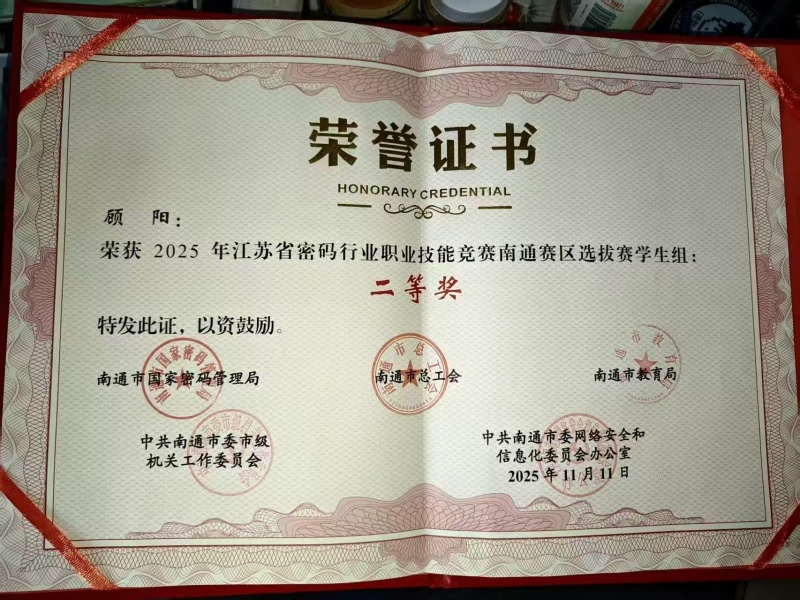 荣誉证书
HONORARY CREDENTIAL
顾 阳：
荣获 2025 年江苏省密码行业职业技能竞赛南通赛区选拔赛学生组：
二等奖
特发此证，以资鼓励。
南通市国家密码管理局
南通市总工会
南通市教育局
中共南通市委市级
机关工作委员会
中共南通市委网络安全和
信息化委员会办公室
2025 年 11 月 11 日